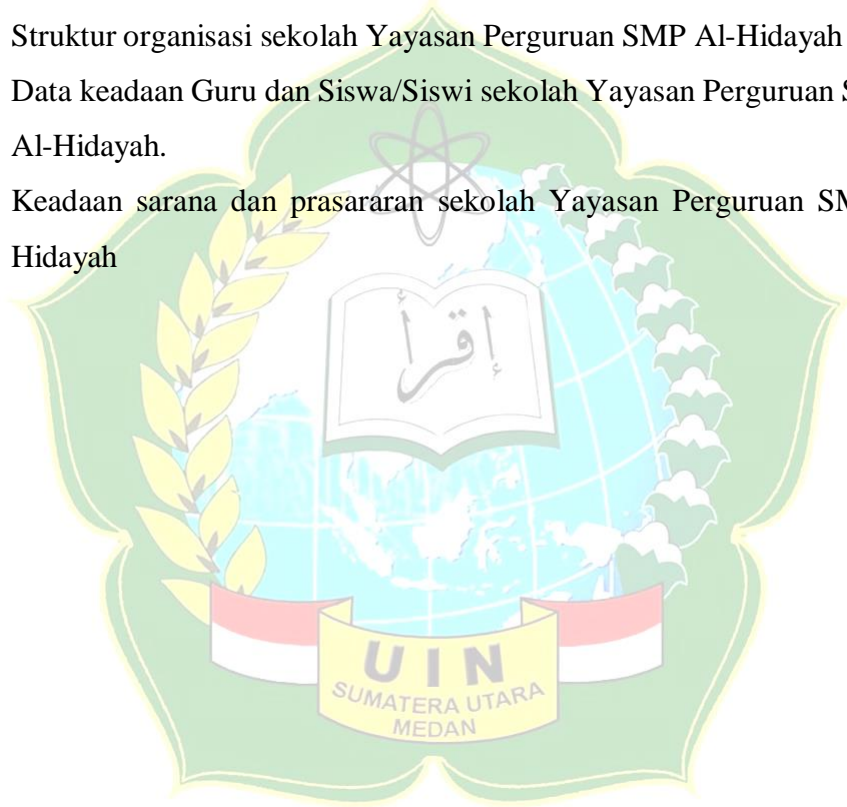 Struktur organisasi sekolah Yayasan Perguruan SMP Al-Hidayah
Data keadaan Guru dan Siswa/Siswi sekolah Yayasan Perguruan
Al-Hidayah.
Keadaan sarana dan prasararan sekolah Yayasan Perguruan
Hidayah
إقرأ
UIN
SUMATERA UTARA
MEDAN